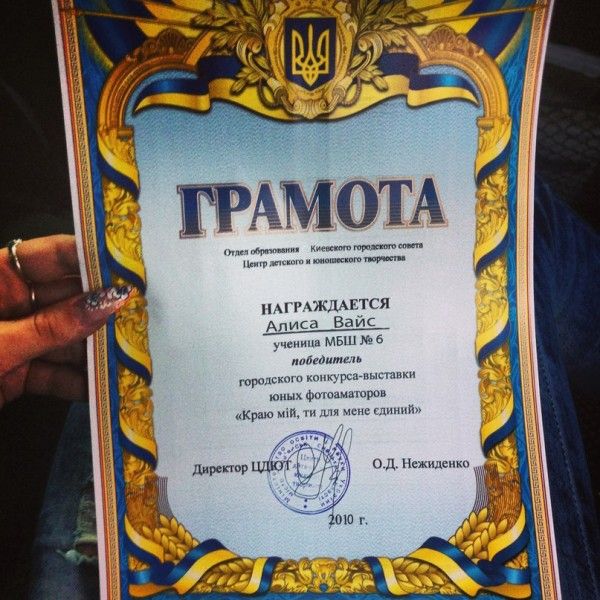 ГРАМОТА
Отдел образования Киевского городского совета
Центр детского и юношеского творчества
НАГРАЖДАЕТСЯ
Алиса Вайс
ученица МБШ № 6
победитель
городского конкурса-выставки
юных фотоаматоров
«Краю мій, ти для мене єдиний»
Директор ЦДЮТ О.Д. Нежиденко
2010 г.